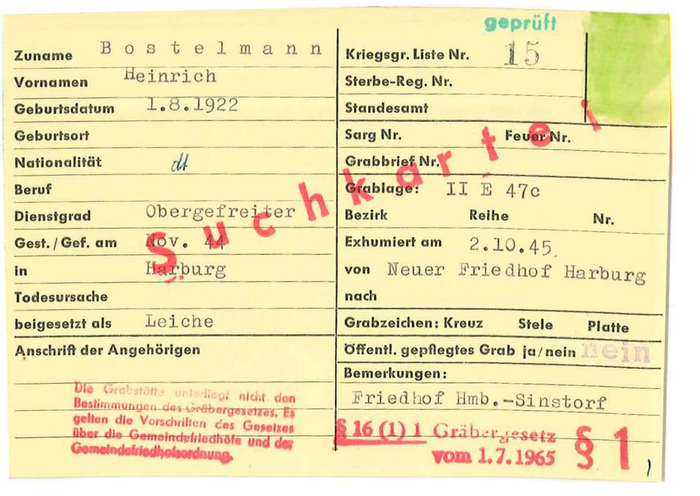 geprüft
Zuname Bostelmann
Vornamen Heinrich
Geburtsdatum 1.8.1922
Geburtsort
Nationalität dt
Beruf
Dienstgrad Obergefreiter
Gest./Gef. am Nov. 44
in Harburg
Todesursache
beigesetzt als Leiche
Anschrift der Angehörigen
Die Grabstätte unterliegt nicht den
Bestimmungen des Gräbergesetzes. Es
gelten die Vorschriften des Gesetzes
über die Gemeindefriedhöfe und der
Gemeindefriedhofsordnung.
Suchkartei
Kriegsgr. Liste Nr. 15
Sterbe-Reg. Nr.
Standesamt
Sarg Nr. Feuer Nr.
Grabbrief Nr.
Grablage: II E 47c
Bezirk Reihe Nr.
Exhumiert am 2.10.45.
von Neuer Friedhof Harburg
nach
Grabzeichen: Kreuz Stele Platte
Öffentl. gepflegtes Grab ja/nein nein
Bemerkungen:
Friedhof Hmb.-Sinstorf
§ 16 (1) 1 Gräbergesetz
vom 1.7.1965
§ 1